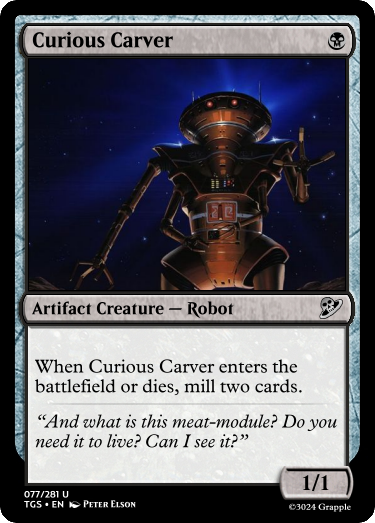 Curious Carver
Artifact Creature — Robot
When Curious Carver enters the
battlefield or dies, mill two cards.
“And what is this meat-module? Do you
need it to live? Can I see it?”
1/1
077/281 U
TGS • EN Peter Elson
©3024 Grapple